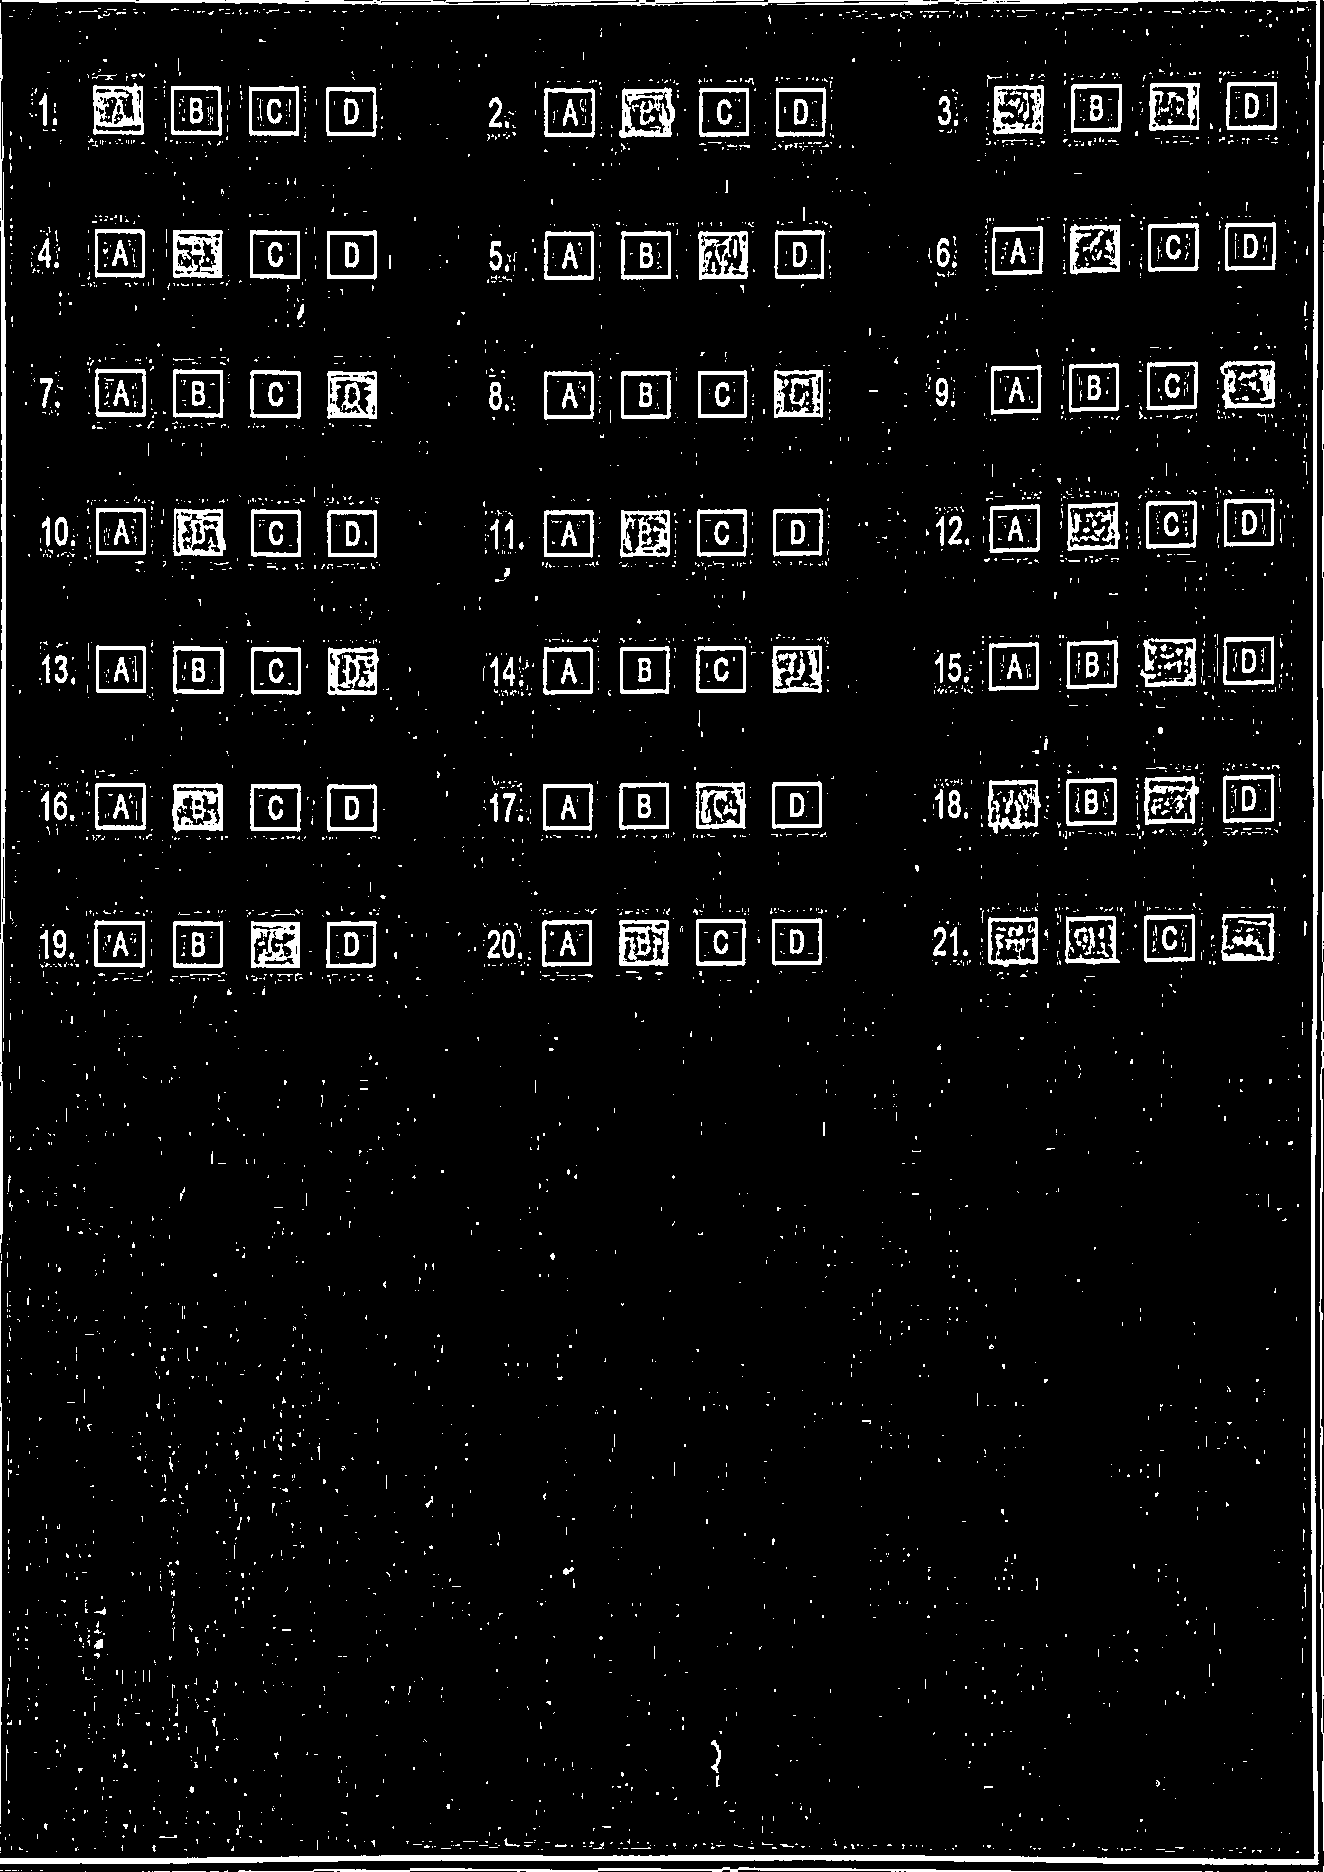 1. A B C D 2. A B C D 3. B D
4. A C D 5. A B D 6. A C D
7. A B C D 8. A B C 9. A B C
10. A B C D 11. A B C D 12. A B C D
13. A B C D 14. A B C D 15. A B D
16. A B C D 17. A B C D 18. B D
19. A B C D 20. A B C D 21. C